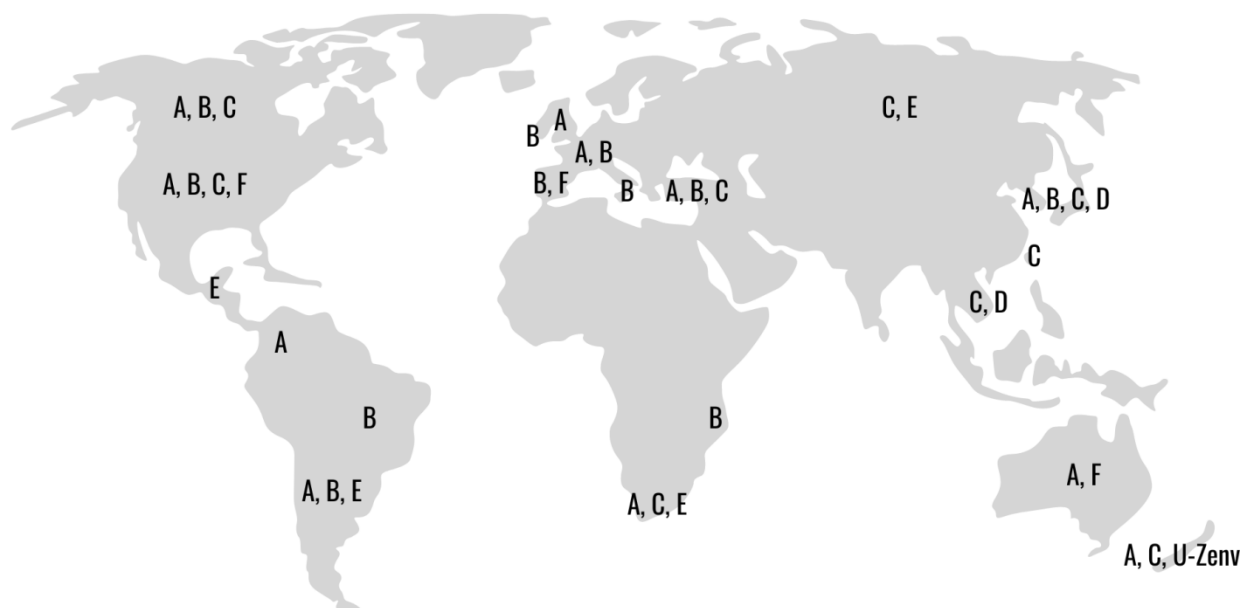 A, B, C
C, E
A
B
A, B
A, B, C, F
B, F
B
A, B, C
A, B, C, D
C
E
C, D
A
B
B
A, F
A, B, E
A, C, E
A, C, U-Zenv